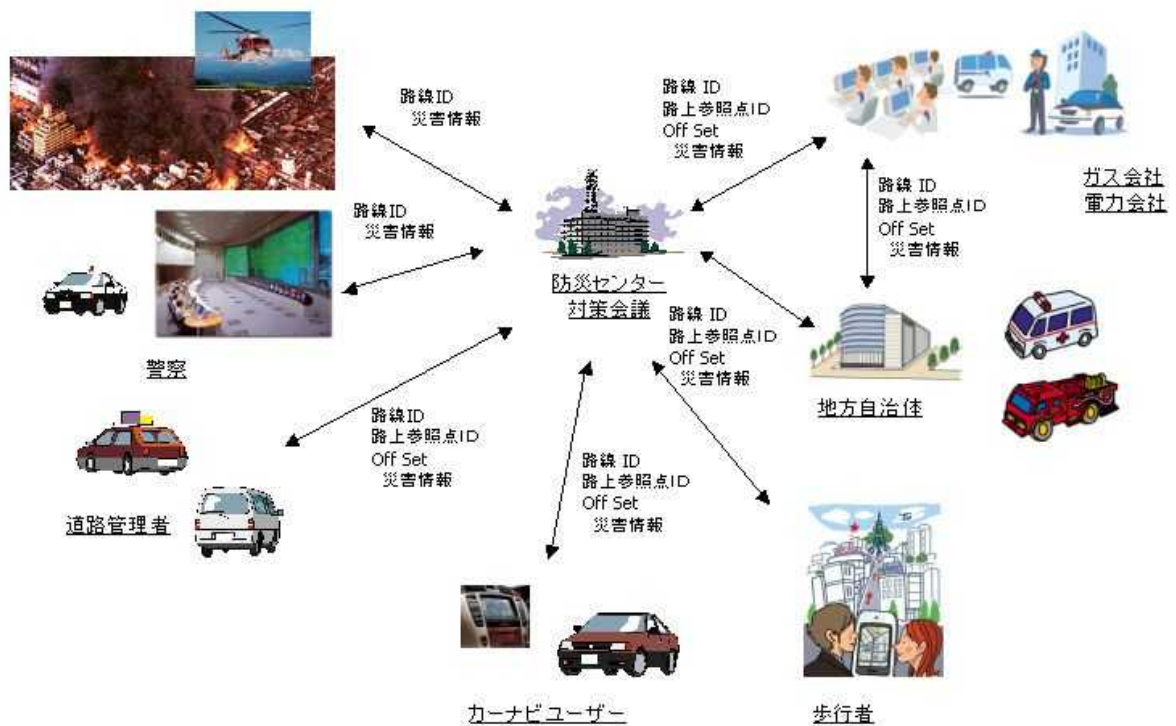 路線ID
災害情報
路線 ID
路上参照点ID
Off Set
災害情報
ガス会社
電力会社
路線ID
災害情報
路線 ID
路上参照点ID
Off Set
災害情報
防災センター
対策会議
路線 ID
路上参照点ID
Off Set
災害情報
警察
地方自治体
路線ID
路上参照点ID
Off Set
災害情報
道路管理者
路線 ID
路上参照点ID
Off Set
災害情報
カーナビユーザー
歩行者